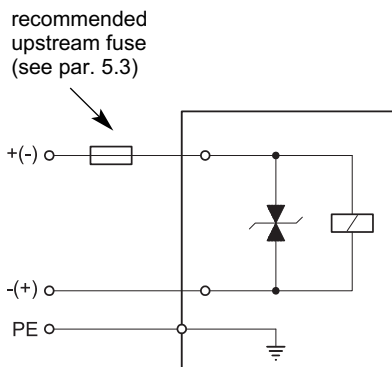 recommended
upstream fuse
(see par. 5.3)
+(-)
-(+)
PE